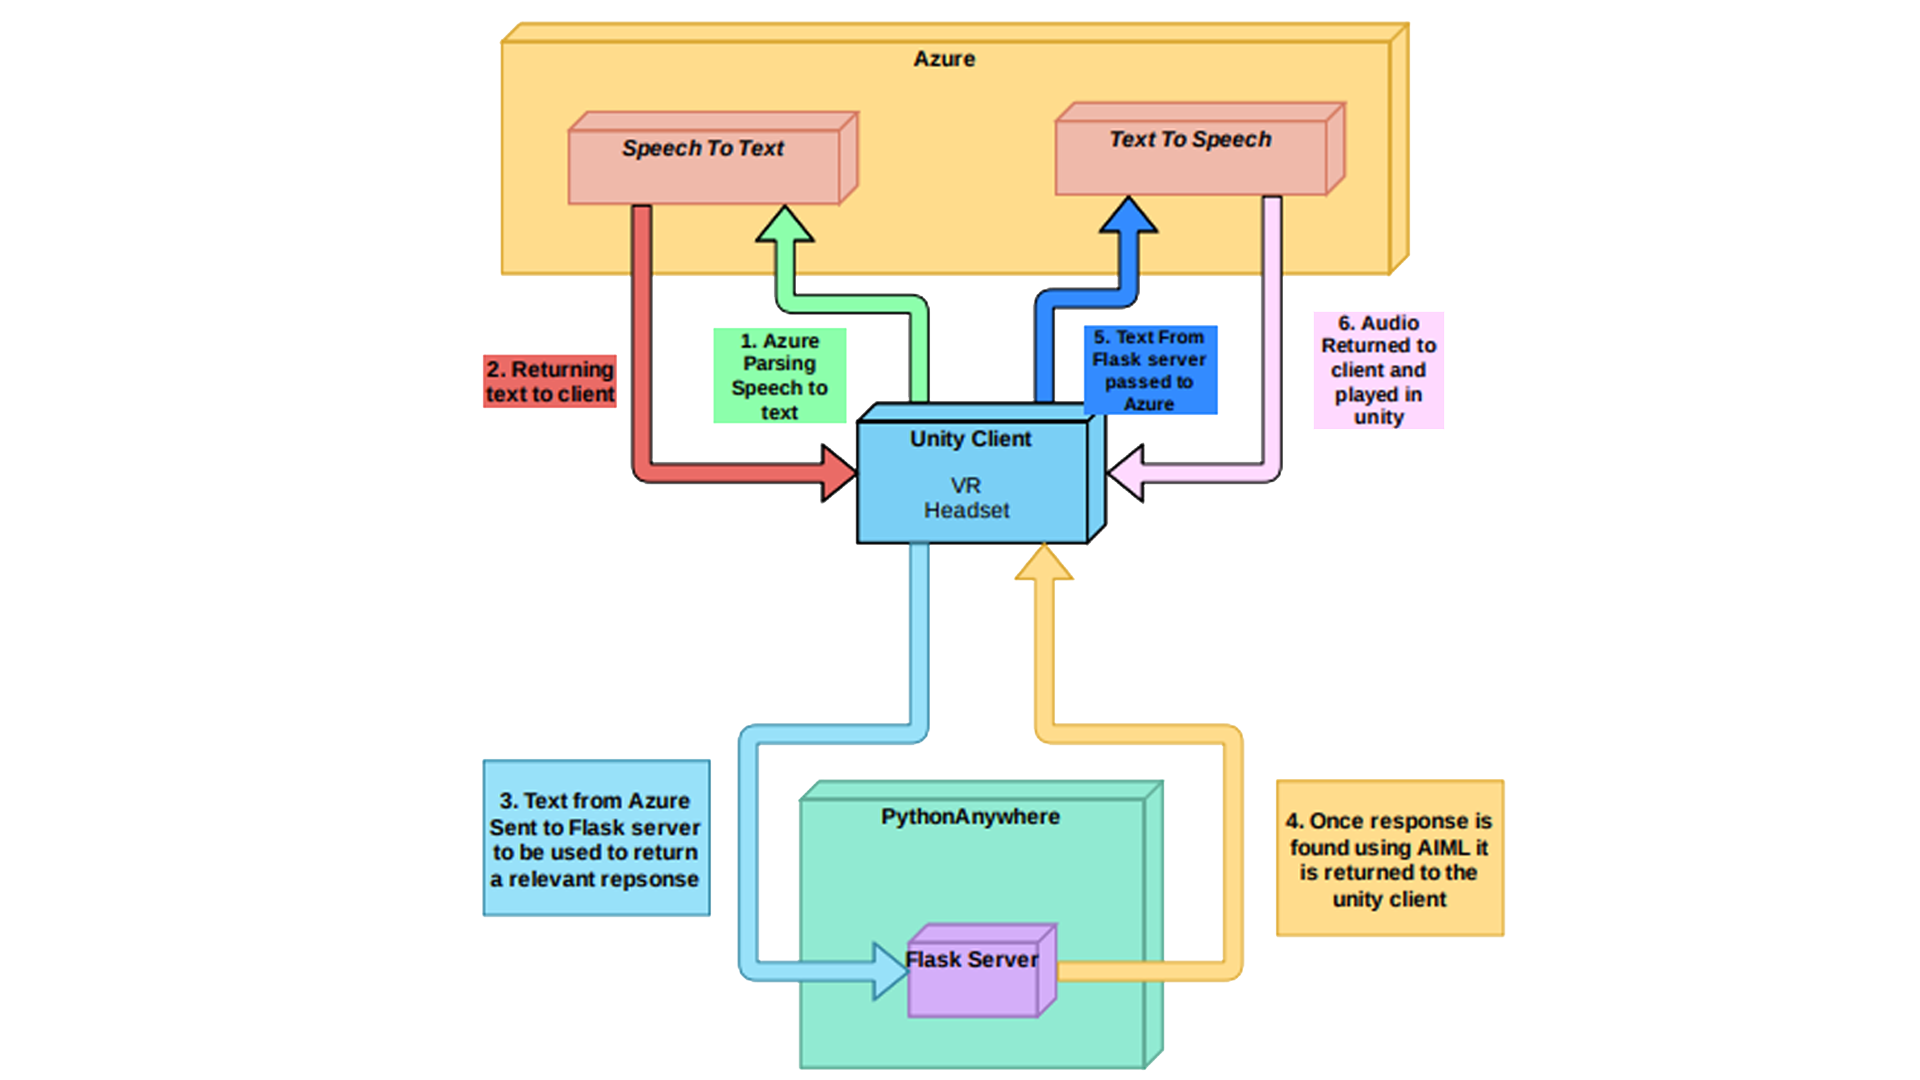 Azure
Speech To Text
Text To Speech
2. Returning
text to client
1. Azure
Parsing
Speech to
text
5. Text From
Flask server
passed to
Azure
6. Audio
Returned to
client and
played in
unity
Unity Client
VR
Headset
3. Text from Azure
Sent to Flask server
to be used to return
a relevant repsonse
PythonAnywhere
Flask Server
4. Once response is
found using AIML it
is returned to the
unity client